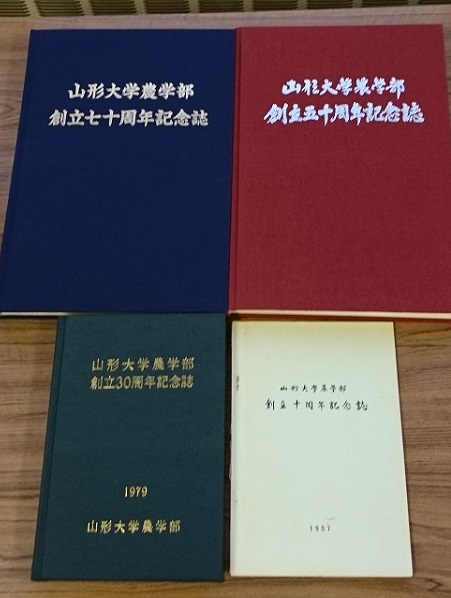 山形大学農学部
創立七十周年記念誌
山形大学農学部
創立五十周年記念誌
山形大学農学部
創立30周年記念誌
1979
山形大学農学部
山形大学農学部
創立十周年記念誌
1957